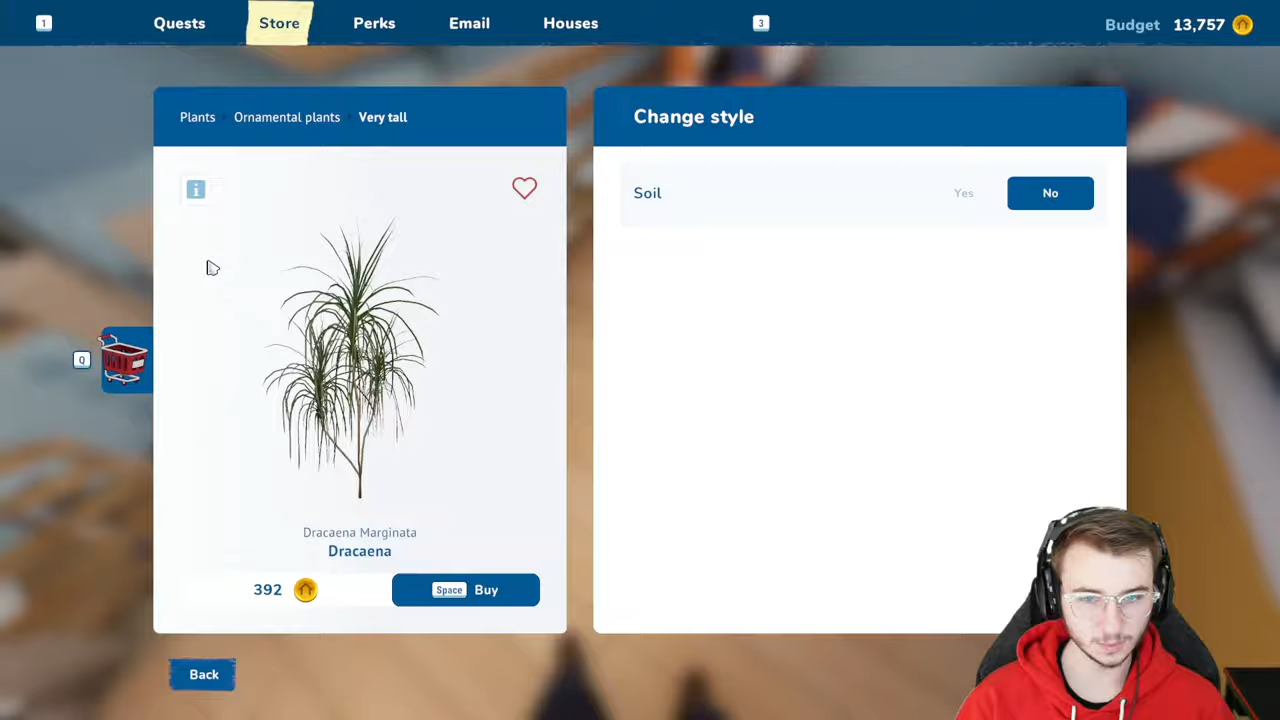 1 Quests Store Perks Email Houses 3 Budget 13,757
Plants Ornamental plants Very tall
Change style
i
Soil Yes No
Q
Dracaena Marginata
Dracaena
392 Space Buy
Back